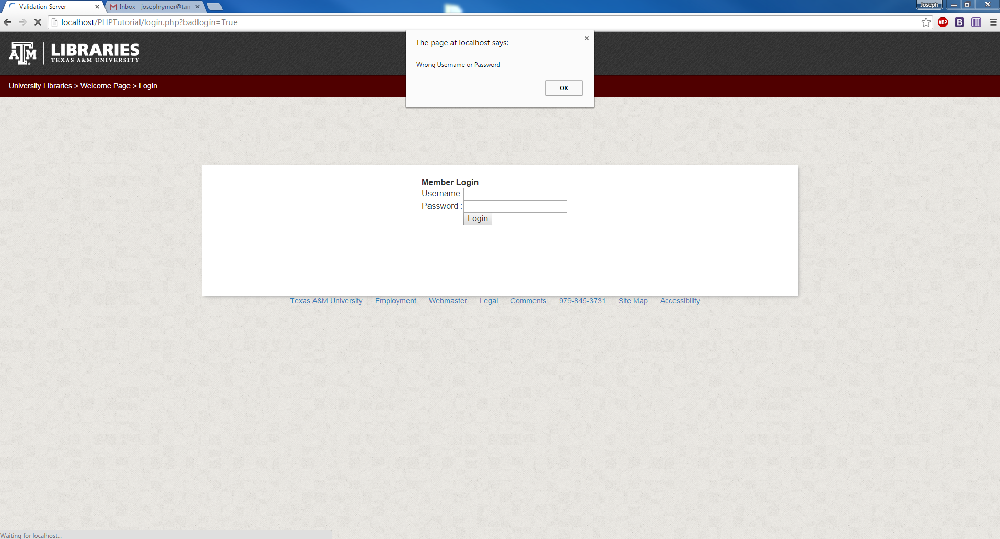 Validation Server
Inbox - josephrymer@tam
Joseph
localhost/PHPTutorial/login.php?badlogin=True
ABP
B
The page at localhost says:
Wrong Username or Password
OK
ATM
LIBRARIES
TEXAS A&M UNIVERSITY
University Libraries > Welcome Page > Login
Member Login
Username:
Password :
Login
Texas A&M University Employment Webmaster Legal Comments 979-845-3731 Site Map Accessibility
Waiting for localhost...